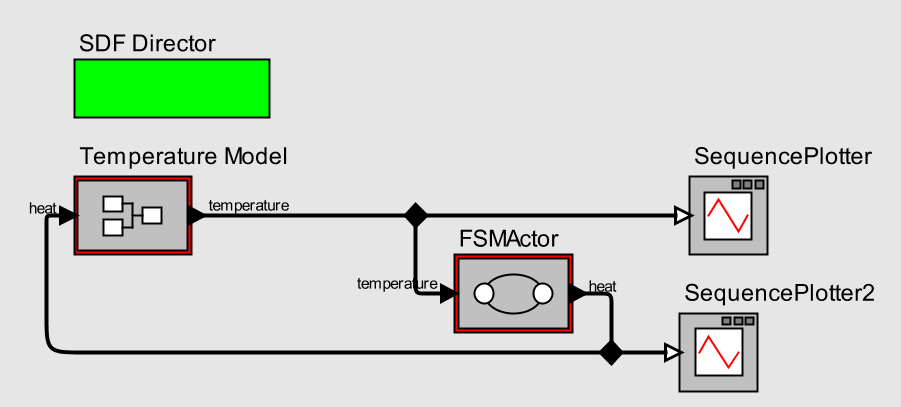 SDF Director
Temperature Model
SequencePlotter
heat
temperature
FSMActor
temperature
heat
SequencePlotter2